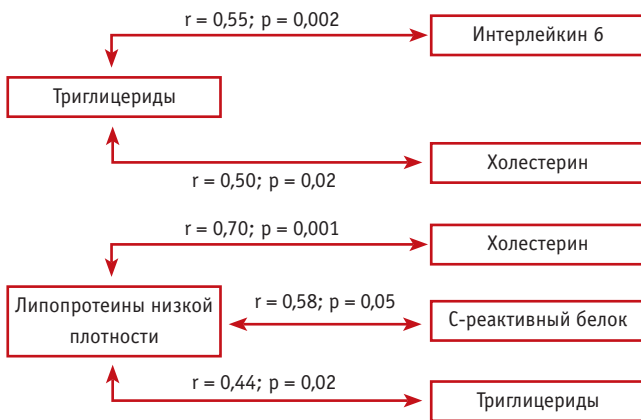 r = 0,55; p = 0,002
Интерлейкин 6
Триглицериды
Холестерин
r = 0,50; p = 0,02
r = 0,70; p = 0,001
Холестерин
Липопротеины низкой
плотности
r = 0,58; p = 0,05
С-реактивный белок
r = 0,44; p = 0,02
Триглицериды